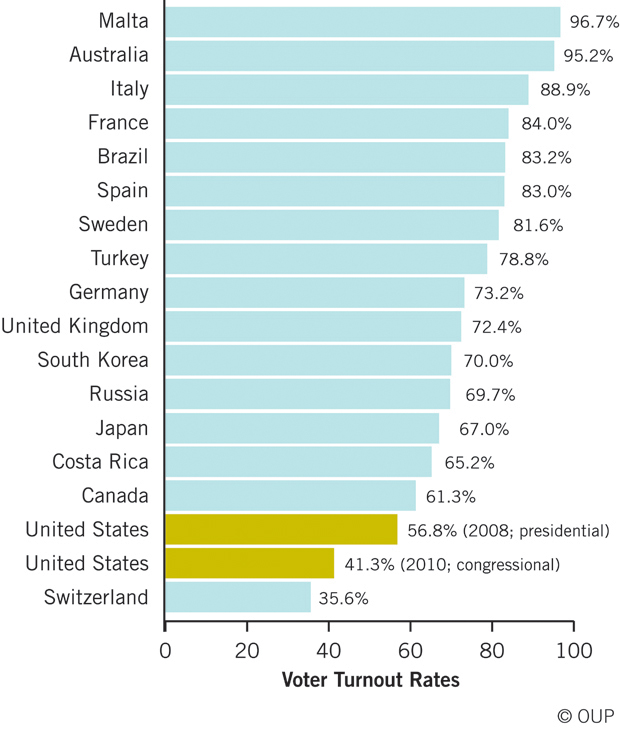 Malta 96.7%
Australia 95.2%
Italy 88.9%
France 84.0%
Brazil 83.2%
Spain 83.0%
Sweden 81.6%
Turkey 78.8%
Germany 73.2%
United Kingdom 72.4%
South Korea 70.0%
Russia 69.7%
Japan 67.0%
Costa Rica 65.2%
Canada 61.3%
United States 56.8% (2008; presidential)
United States 41.3% (2010; congressional)
Switzerland 35.6%
0 20 40 60 80 100
Voter Turnout Rates
© OUP